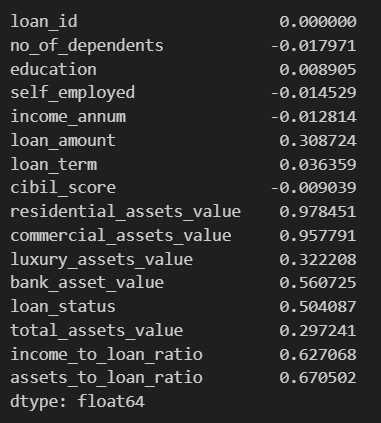 loan_id 0.000000
no_of_dependents -0.017971
education 0.008905
self_employed -0.014529
income_annum -0.012814
loan_amount 0.308724
loan_term 0.036359
cibil_score -0.009039
residential_assets_value 0.978451
commercial_assets_value 0.957791
luxury_assets_value 0.322208
bank_asset_value 0.560725
loan_status 0.504087
total_assets_value 0.297241
income_to_loan_ratio 0.627068
assets_to_loan_ratio 0.670502
dtype: float64